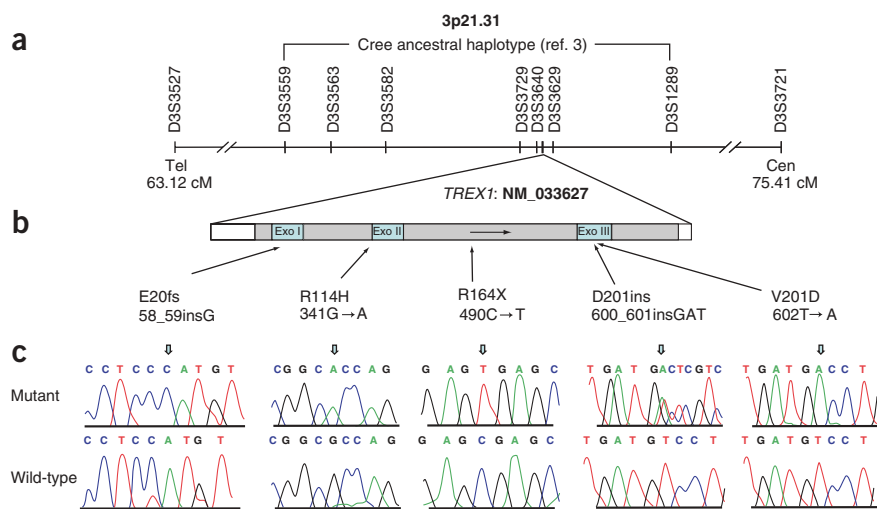 3p21.31
a
Cree ancestral haplotype (ref. 3)
D3S3527
D3S3559
D3S3563
D3S3582
D3S3729
D3S3640
D3S3629
D3S1289
D3S3721
Tel
63.12 cM
Cen
75.41 cM
TREX1: NM_033627
b
Exo I
Exo II
Exo III
E20fs
58_59insG
R114H
341G→A
R164X
490C→T
D201ins
600_601insGAT
V201D
602T→A
c
C C T C C C A T G T
C G G C A C C A G
G A G T G A G C
T G A T G A C T C G T C
T G A T G A C C T
Mutant
C C T C C A T G T
C G G C G C C A G
G A G C G A G C
T G A T G T C C T
T G A T G T C C T
Wild-type